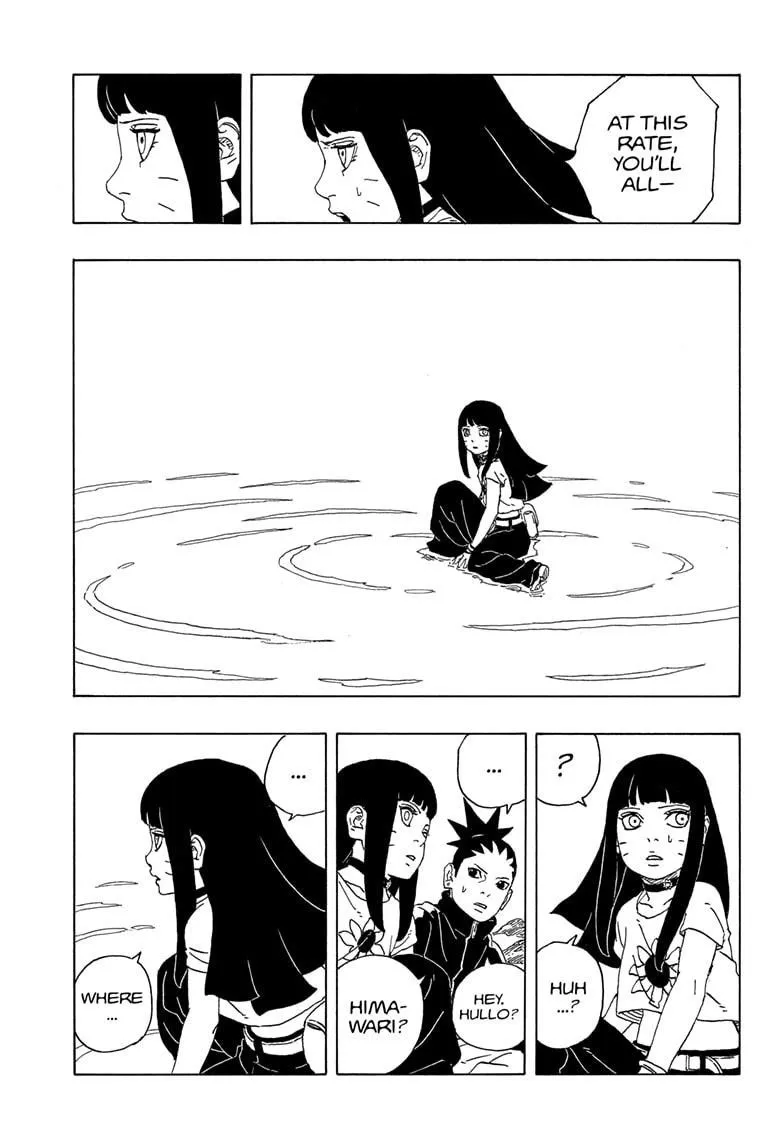 AT THIS
RATE,
YOU'LL
ALL—
?
HUH
...?
...
HEY.
HULLO?
HIMA-
WARI?
...
WHERE
...